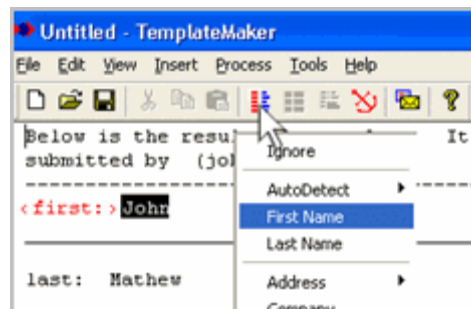 Untitled - TemplateMaker
File Edit View Insert Process Tools Help
Below is the resu It
submitted by (jo
Ignore
AutoDetect
<first:> John
First Name
Last Name
last: Mathew
Address
Company